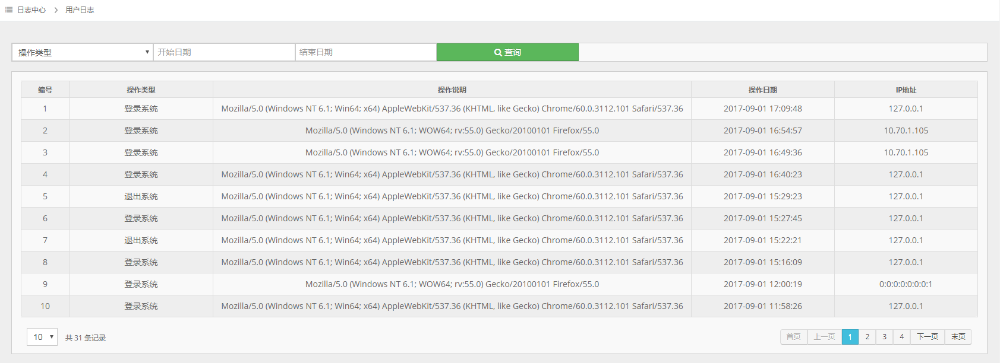 日志中心 > 用户日志
操作类型 开始日期 结束日期 查询
编号 操作类型 操作说明 操作日期 IP地址
1 登录系统 Mozilla/5.0 (Windows NT 6.1; Win64; x64) AppleWebKit/537.36 (KHTML, like Gecko) Chrome/60.0.3112.101 Safari/537.36 2017-09-01 17:09:48 127.0.0.1
2 登录系统 Mozilla/5.0 (Windows NT 6.1; WOW64; rv:55.0) Gecko/20100101 Firefox/55.0 2017-09-01 16:54:57 10.70.1.105
3 登录系统 Mozilla/5.0 (Windows NT 6.1; WOW64; rv:55.0) Gecko/20100101 Firefox/55.0 2017-09-01 16:49:36 10.70.1.105
4 登录系统 Mozilla/5.0 (Windows NT 6.1; Win64; x64) AppleWebKit/537.36 (KHTML, like Gecko) Chrome/60.0.3112.101 Safari/537.36 2017-09-01 16:40:23 127.0.0.1
5 退出系统 Mozilla/5.0 (Windows NT 6.1; Win64; x64) AppleWebKit/537.36 (KHTML, like Gecko) Chrome/60.0.3112.101 Safari/537.36 2017-09-01 15:29:23 127.0.0.1
6 登录系统 Mozilla/5.0 (Windows NT 6.1; Win64; x64) AppleWebKit/537.36 (KHTML, like Gecko) Chrome/60.0.3112.101 Safari/537.36 2017-09-01 15:27:45 127.0.0.1
7 退出系统 Mozilla/5.0 (Windows NT 6.1; Win64; x64) AppleWebKit/537.36 (KHTML, like Gecko) Chrome/60.0.3112.101 Safari/537.36 2017-09-01 15:22:21 127.0.0.1
8 登录系统 Mozilla/5.0 (Windows NT 6.1; Win64; x64) AppleWebKit/537.36 (KHTML, like Gecko) Chrome/60.0.3112.101 Safari/537.36 2017-09-01 15:16:09 127.0.0.1
9 登录系统 Mozilla/5.0 (Windows NT 6.1; WOW64; rv:55.0) Gecko/20100101 Firefox/55.0 2017-09-01 12:00:19 0:0:0:0:0:0:0:1
10 登录系统 Mozilla/5.0 (Windows NT 6.1; Win64; x64) AppleWebKit/537.36 (KHTML, like Gecko) Chrome/60.0.3112.101 Safari/537.36 2017-09-01 11:58:26 127.0.0.1
10 共 31 条记录 首页 上一页 1 2 3 4 下一页 末页